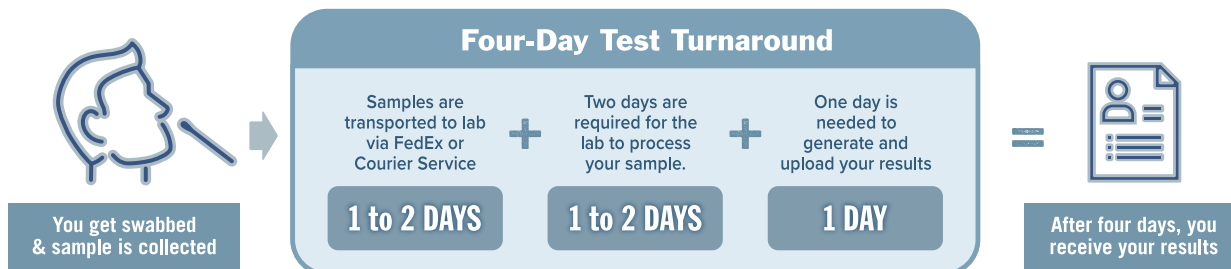 Four-Day Test Turnaround
Samples are
transported to lab
via FedEx or
Courier Service
1 to 2 DAYS
+
Two days are
required for the
lab to process
your sample.
1 to 2 DAYS
+
One day is
needed to
generate and
upload your results
1 DAY
=
You get swabbed
& sample is collected
After four days, you
receive your results